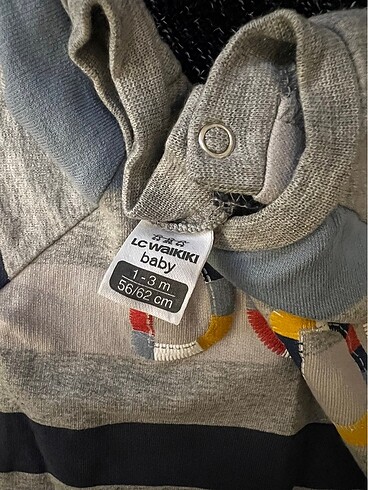 LC WAIKIKI
baby
1 - 3 m
56/62 cm